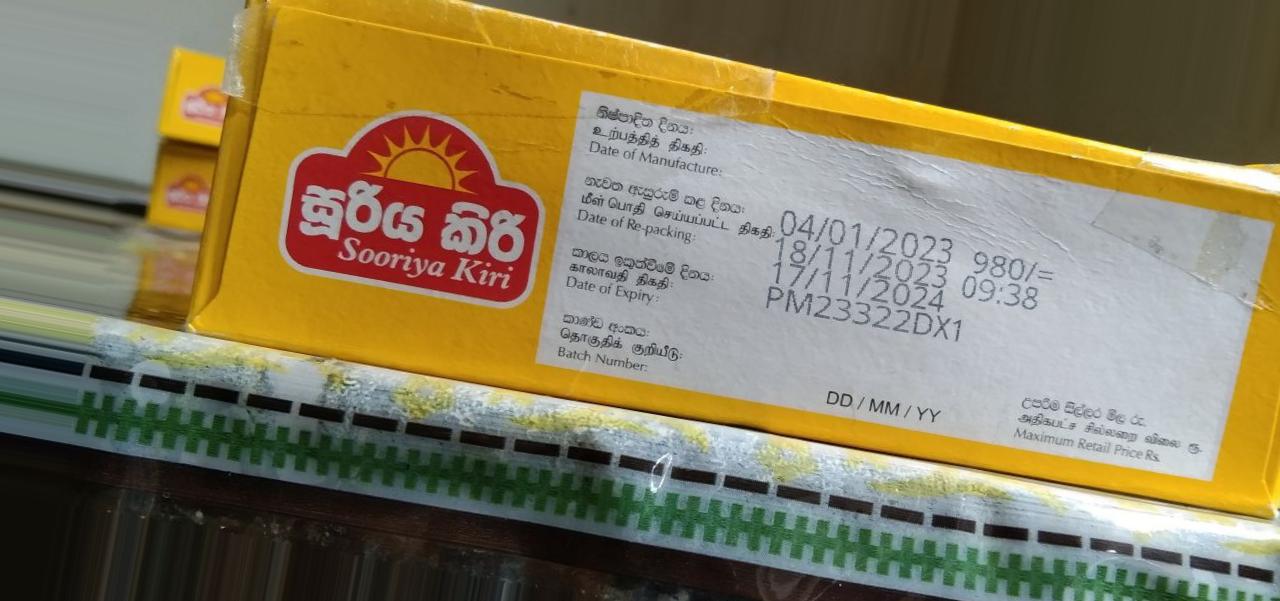 සූරිය කිරි
Sooriya Kiri
නිෂ්පාදිත දිනය:
உற்பத்தித் திகதி:
Date of Manufacture:
නැවත ඇසුරුම් කළ දිනය:
மீள் பொதி செய்யப்பட்ட திகதி:
Date of Re-packing:
කාලය ඉකුත්වීමේ දිනය:
காலாவதி திகதி:
Date of Expiry:
කාණ්ඩ අංකය:
தொகுதிக் குறியீடு:
Batch Number:
04/01/2023 980/=
18/11/2023 09:38
17/11/2024
PM23322DX1
DD / MM / YY
උපරිම සිල්ලර මිල රු.
அதிகபட்ச சில்லறை விலை ரூ.
Maximum Retail Price Rs.